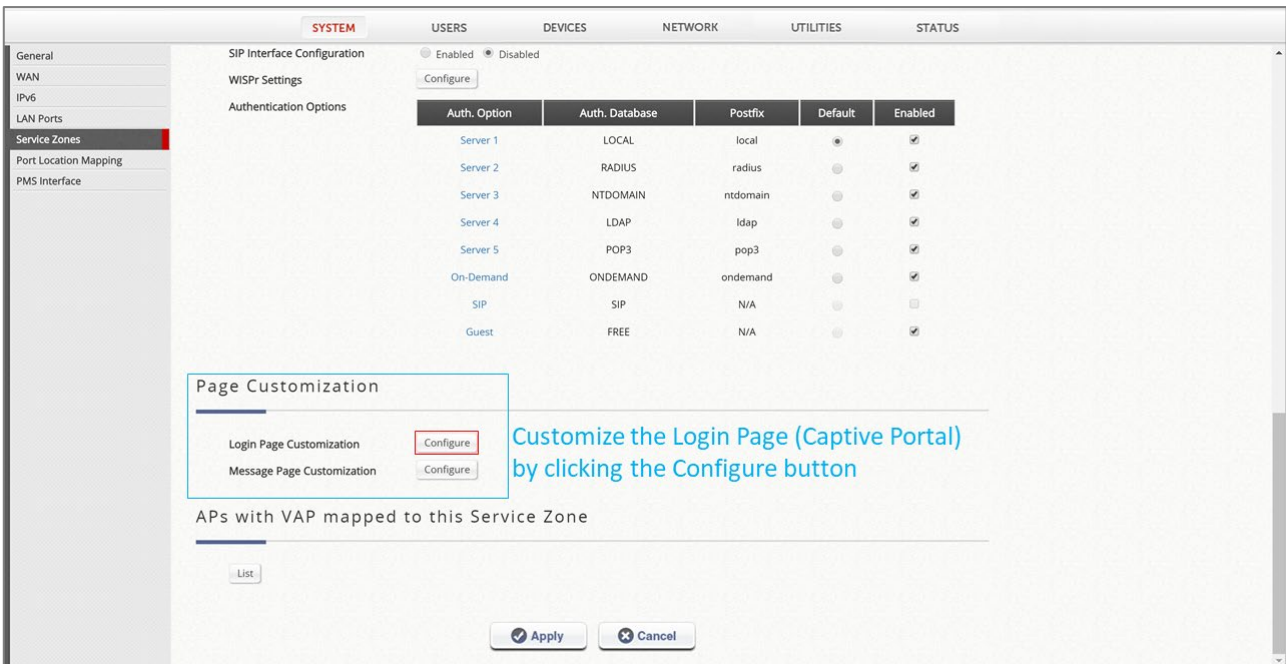 SYSTEM USERS DEVICES NETWORK UTILITIES STATUS
General
WAN
IPv6
LAN Ports
Service Zones
Port Location Mapping
PMS Interface
SIP Interface Configuration Enabled Disabled
WISPr Settings Configure
Authentication Options
Auth. Option Auth. Database Postfix Default Enabled
Server 1 LOCAL local
Server 2 RADIUS radius
Server 3 NTDOMAIN ntdomain
Server 4 LDAP ldap
Server 5 POP3 pop3
On-Demand ONDEMAND ondemand
SIP SIP N/A
Guest FREE N/A
Page Customization
Login Page Customization Configure
Message Page Customization Configure
Customize the Login Page (Captive Portal)
by clicking the Configure button
APs with VAP mapped to this Service Zone
List
Apply Cancel